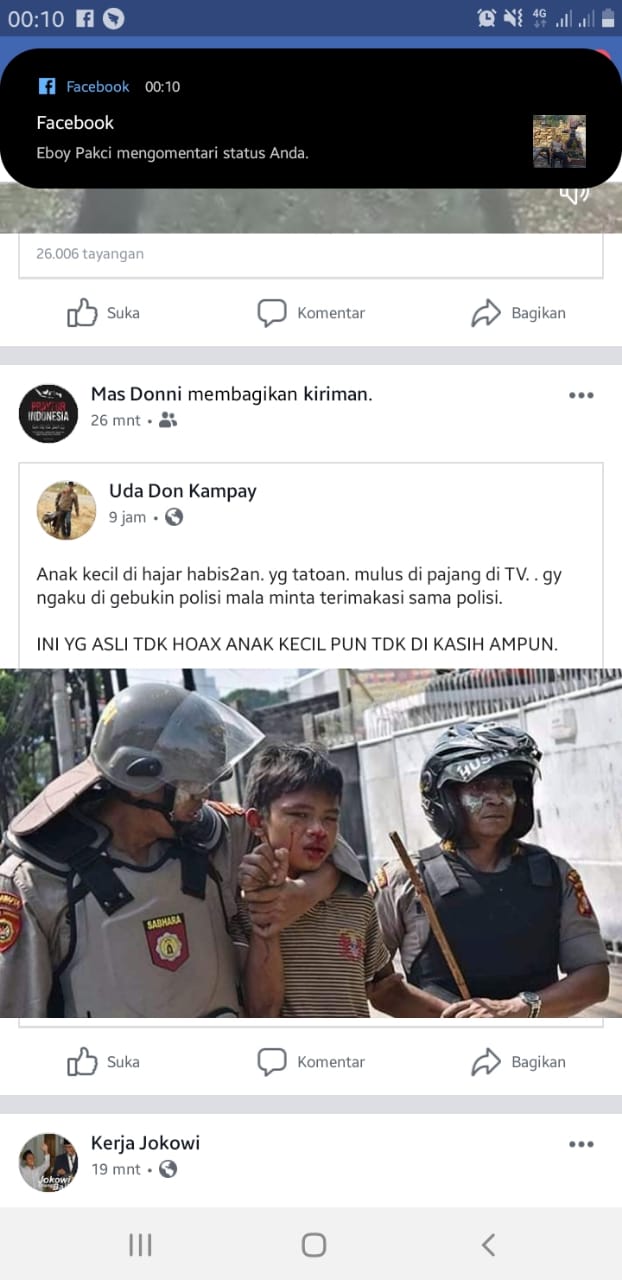 00:10
4G
Facebook 00:10
Facebook
Eboy Pakci mengomentari status Anda.
26.006 tayangan
Suka Komentar Bagikan
Mas Donni membagikan kiriman.
26 mnt
INDONESIA
Uda Don Kampay
9 jam
Anak kecil di hajar habis2an. yg tatoan. mulus di pajang di TV. . gy
ngaku di gebukin polisi mala minta terimakasi sama polisi.
INI YG ASLI TDK HOAX ANAK KECIL PUN TDK DI KASIH AMPUN.
SABHARA
Suka Komentar Bagikan
Kerja Jokowi
19 mnt
Jokowi